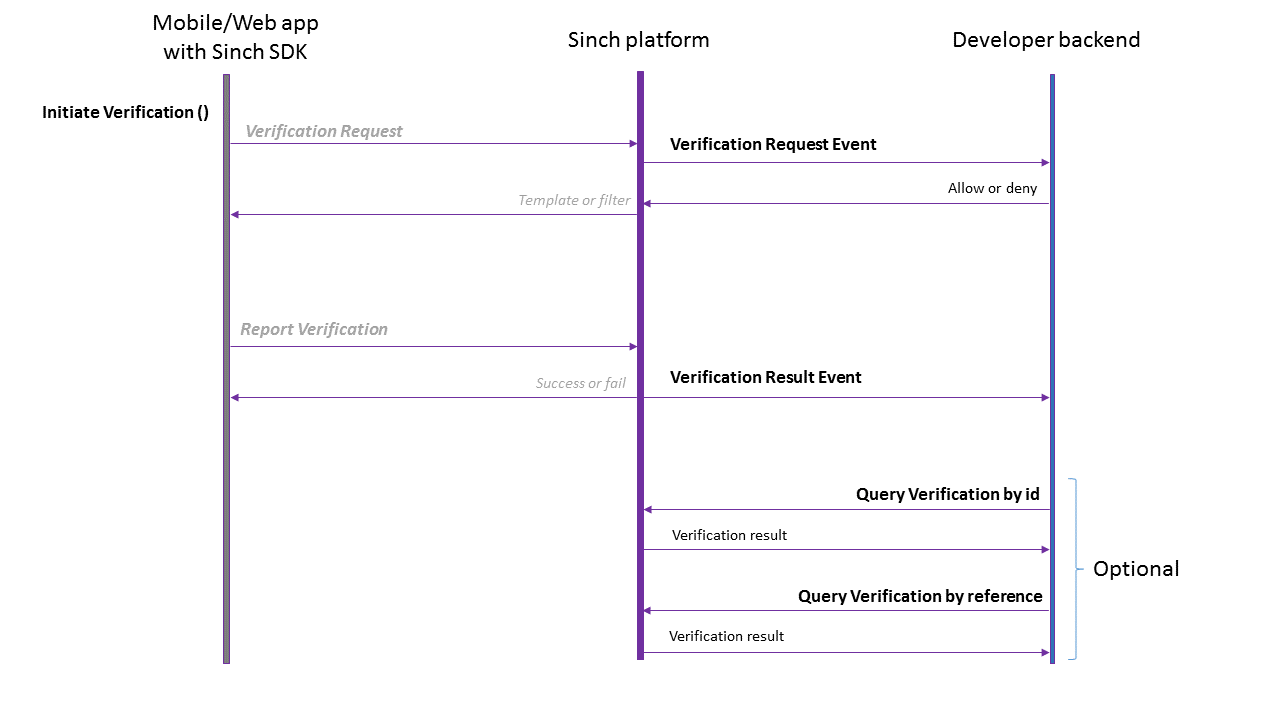 Mobile/Web app
with Sinch SDK
Sinch platform
Developer backend
Initiate Verification ()
Verification Request
Verification Request Event
Allow or deny
Template or filter
Report Verification
Verification Result Event
Success or fail
Query Verification by id
Verification result
Optional
Query Verification by reference
Verification result